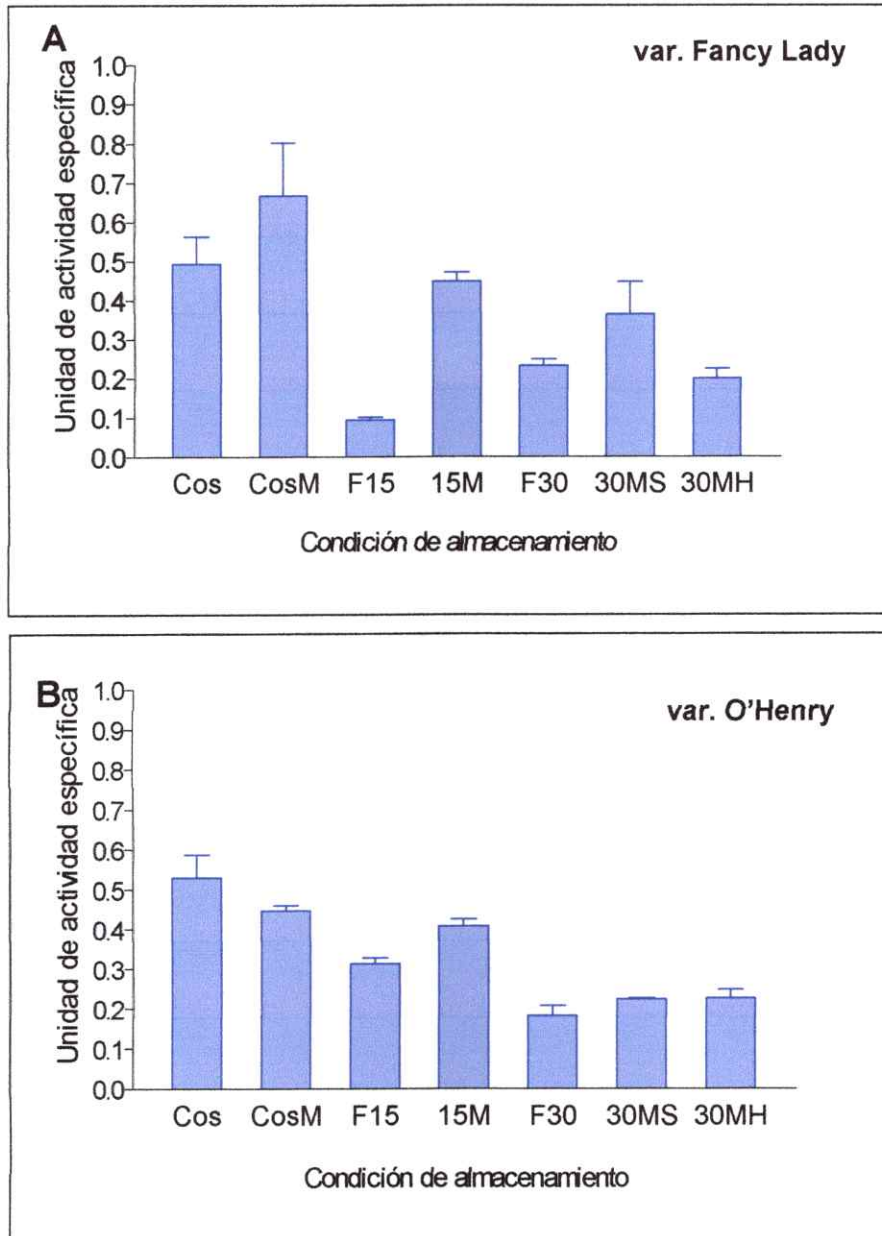 A
var. Fancy Lady
Unidad de actividad específica
1.0
0.9
0.8
0.7
0.6
0.5
0.4
0.3
0.2
0.1
0.0
Cos CosM F15 15M F30 30MS 30MH
Condición de almacenamiento
B
var. O'Henry
Unidad de actividad específica
1.0
0.9
0.8
0.7
0.6
0.5
0.4
0.3
0.2
0.1
0.0
Cos CosM F15 15M F30 30MS 30MH
Condición de almacenamiento